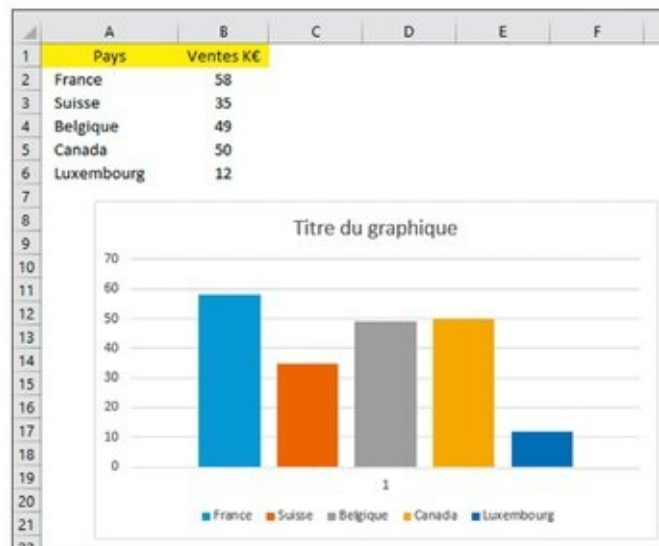 A B C D E F
1 Pays Ventes K€
2 France 58
3 Suisse 35
4 Belgique 49
5 Canada 50
6 Luxembourg 12
7
8
Titre du graphique
9
10
70
11
60
12
50
13
40
14
30
15
16
20
17
10
18
0
19
1
20
France Suisse Belgique Canada Luxembourg
21